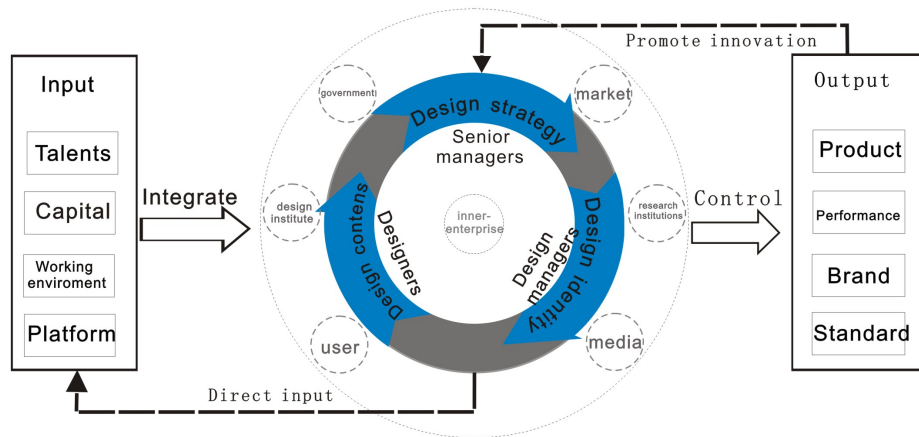 Promote innovation
Input
Talents
Capital
Working
enviroment
Platform
Integrate
government
market
design
institute
research
institutions
user
media
Design strategy
Senior
managers
Design identity
Design
managers
Design contens
Designers
inner-
enterprise
Control
Output
Product
Performance
Brand
Standard
Direct input